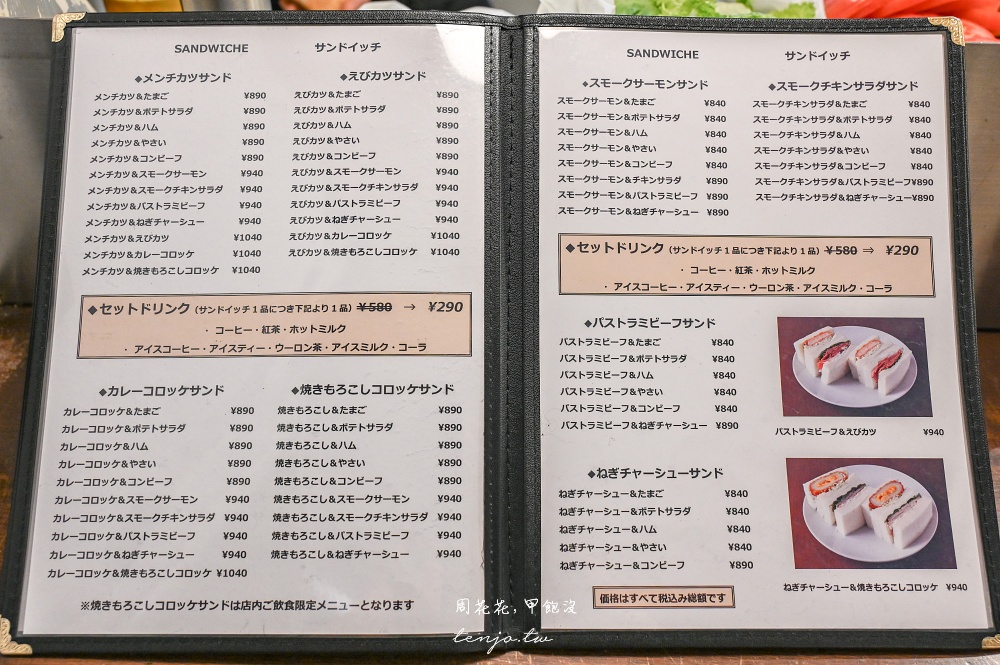 SANDWICHE サンドイッチ
◆メンチカツサンド
メンチカツ&たまご ¥890
メンチカツ&ポテトサラダ ¥890
メンチカツ&ハム ¥890
メンチカツ&やさい ¥890
メンチカツ&コンビーフ ¥890
メンチカツ&スモークサーモン ¥940
メンチカツ&スモークチキンサラダ ¥940
メンチカツ&パストラミビーフ ¥940
メンチカツ&ねぎチャーシュー ¥940
メンチカツ&えびカツ ¥1040
メンチカツ&カレーコロッケ ¥1040
メンチカツ&焼きもろこしコロッケ ¥1040
◆えびカツサンド
えびカツ&たまご ¥890
えびカツ&ポテトサラダ ¥890
えびカツ&ハム ¥890
えびカツ&やさい ¥890
えびカツ&コンビーフ ¥890
えびカツ&スモークサーモン ¥940
えびカツ&スモークチキンサラダ ¥940
えびカツ&パストラミビーフ ¥940
えびカツ&ねぎチャーシュー ¥940
えびカツ&カレーコロッケ ¥1040
えびカツ&焼きもろこしコロッケ ¥1040
◆セットドリンク (サンドイッチ1品につき下記より1品) ¥580 → ¥290
・コーヒー・紅茶・ホットミルク
・アイスコーヒー・アイスティー・ウーロン茶・アイスミルク・コーラ
◆カレーコロッケサンド
カレーコロッケ&たまご ¥890
カレーコロッケ&ポテトサラダ ¥890
カレーコロッケ&ハム ¥890
カレーコロッケ&やさい ¥890
カレーコロッケ&コンビーフ ¥890
カレーコロッケ&スモークサーモン ¥940
カレーコロッケ&スモークチキンサラダ ¥940
カレーコロッケ&パストラミビーフ ¥940
カレーコロッケ&ねぎチャーシュー ¥940
カレーコロッケ&焼きもろこしコロッケ ¥1040
◆焼きもろこしコロッケサンド
焼きもろこし&たまご ¥890
焼きもろこし&ポテトサラダ ¥890
焼きもろこし&ハム ¥890
焼きもろこし&やさい ¥890
焼きもろこし&コンビーフ ¥890
焼きもろこし&スモークサーモン ¥940
焼きもろこし&スモークチキンサラダ ¥940
焼きもろこし&パストラミビーフ ¥940
焼きもろこし&ねぎチャーシュー ¥940
※焼きもろこしコロッケサンドは店内ご飲食限定メニューとなります
SANDWICHE サンドイッチ
◆スモークサーモンサンド
スモークサーモン&たまご ¥840
スモークサーモン&ポテトサラダ ¥840
スモークサーモン&ハム ¥840
スモークサーモン&やさい ¥840
スモークサーモン&コンビーフ ¥840
スモークサーモン&チキンサラダ ¥890
スモークサーモン&パストラミビーフ ¥890
スモークサーモン&ねぎチャーシュー ¥890
◆スモークチキンサラダサンド
スモークチキンサラダ&たまご ¥840
スモークチキンサラダ&ポテトサラダ ¥840
スモークチキンサラダ&ハム ¥840
スモークチキンサラダ&やさい ¥840
スモークチキンサラダ&コンビーフ ¥840
スモークチキンサラダ&パストラミビーフ¥890
スモークチキンサラダ&ねぎチャーシュー¥890
◆セットドリンク (サンドイッチ1品につき下記より1品) ¥580 ⇒ ¥290
・コーヒー・紅茶・ホットミルク
・アイスコーヒー・アイスティー・ウーロン茶・アイスミルク・コーラ
◆パストラミビーフサンド
パストラミビーフ&たまご ¥840
パストラミビーフ&ポテトサラダ ¥840
パストラミビーフ&ハム ¥840
パストラミビーフ&やさい ¥840
パストラミビーフ&コンビーフ ¥840
パストラミビーフ&ねぎチャーシュー ¥890
パストラミビーフ&えびカツ ¥940
◆ねぎチャーシューサンド
ねぎチャーシュー&たまご ¥840
ねぎチャーシュー&ポテトサラダ ¥840
ねぎチャーシュー&ハム ¥840
ねぎチャーシュー&やさい ¥840
ねぎチャーシュー&コンビーフ ¥890
ねぎチャーシュー&焼きもろこしコロッケ ¥940
価格はすべて税込み総額です
周花花,甲飽沒
tenjo.tw